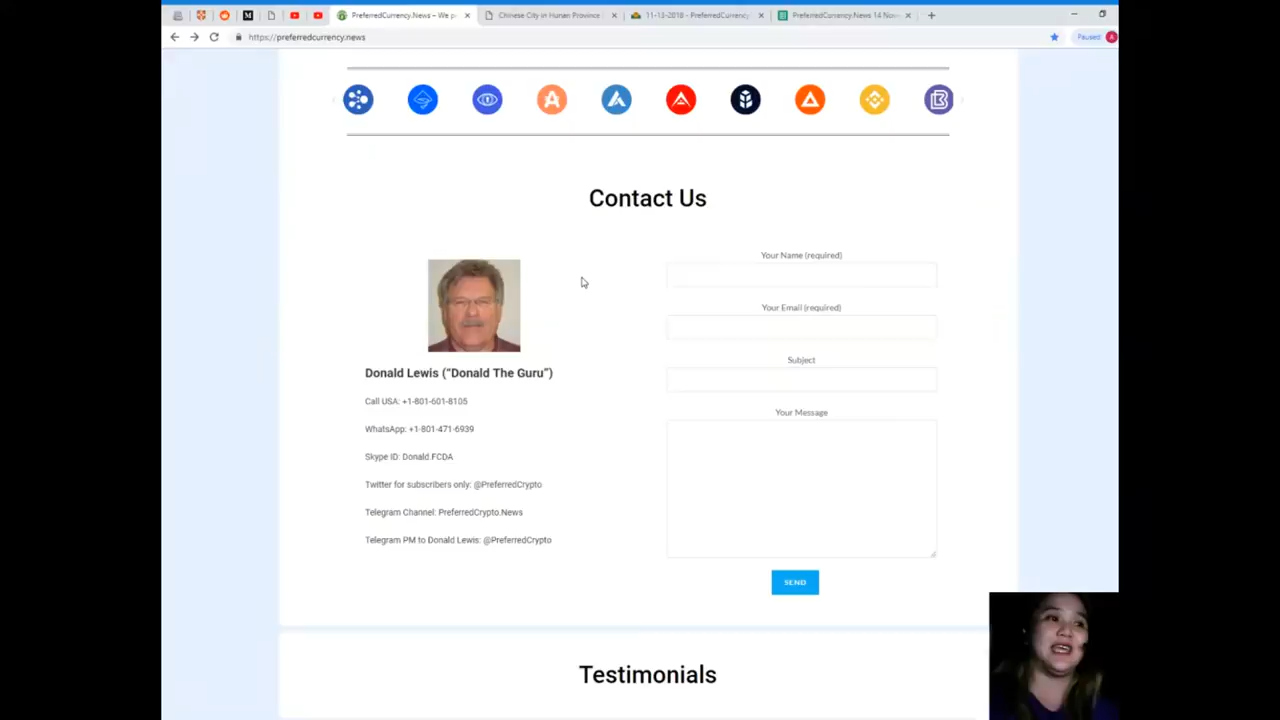 PreferredCurrency.News – We p
Chinese City in Hunan Province
11-13-2018 - PreferredCurrency
PreferredCurrency.News 14 Nov
https://preferredcurrency.news
Paused
A
Contact Us
Donald Lewis (“Donald The Guru”)
Call USA: +1-801-601-8105
WhatsApp: +1-801-471-6939
Skype ID: Donald.FCDA
Twitter for subscribers only: @PreferredCrypto
Telegram Channel: PreferredCrypto.News
Telegram PM to Donald Lewis: @PreferredCrypto
Your Name (required)
Your Email (required)
Subject
Your Message
SEND
Testimonials